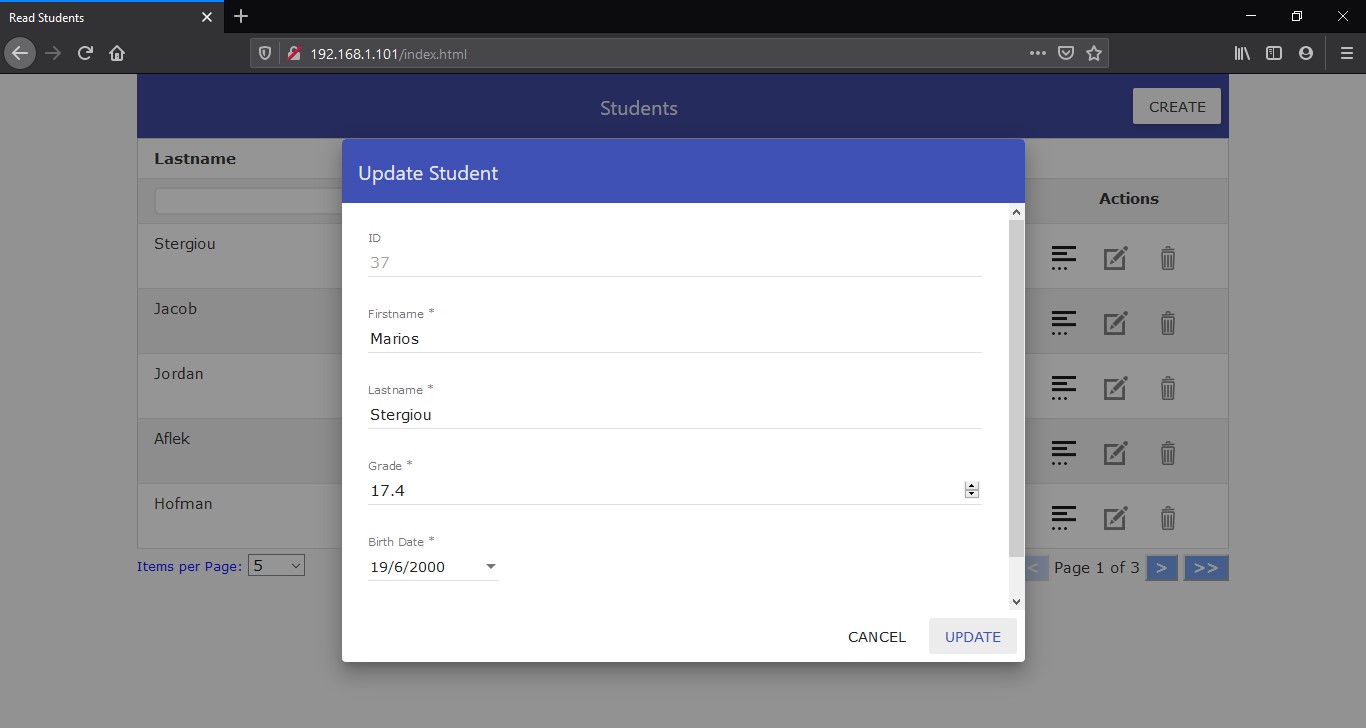 Read Students
192.168.1.101/index.html
Students
CREATE
Lastname
Actions
Stergiou
Jacob
Jordan
Aflek
Hofman
Update Student
ID
37
Firstname *
Marios
Lastname *
Stergiou
Grade *
17.4
Birth Date *
19/6/2000
CANCEL UPDATE
Items per Page: 5
< Page 1 of 3 > >>